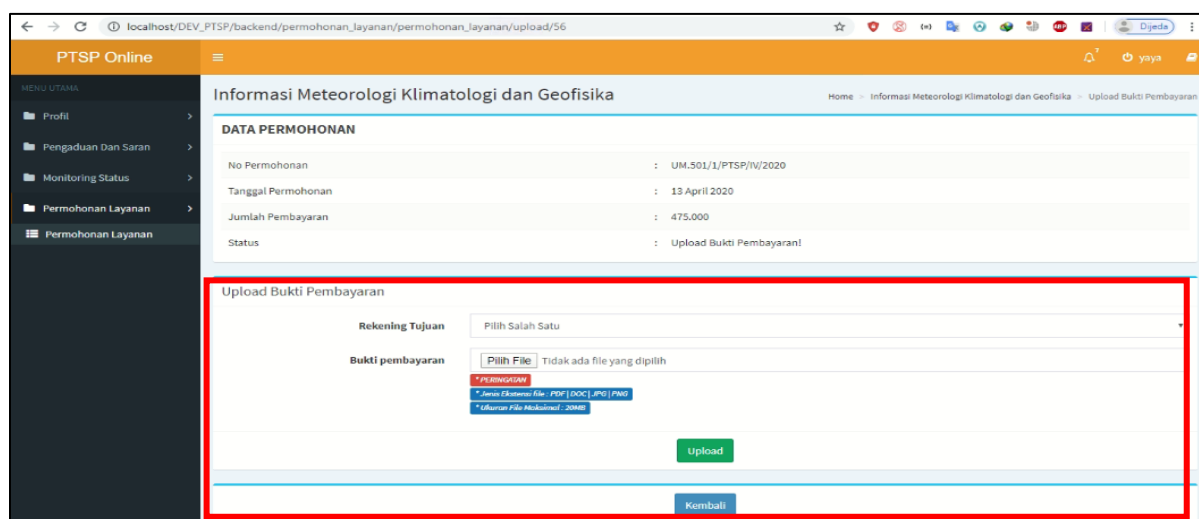 localhost/DEV_PTSP/backend/permohonan_layanan/permohonan_layanan/upload/56
Dijeda
PTSP Online
7
yaya
MENU UTAMA
Profil
Pengaduan Dan Saran
Monitoring Status
Permohonan Layanan
Permohonan Layanan
Informasi Meteorologi Klimatologi dan Geofisika
Home > Informasi Meteorologi Klimatologi dan Geofisika > Upload Bukti Pembayaran
DATA PERMOHONAN
No Permohonan : UM.501/1/PTSP/IV/2020
Tanggal Permohonan : 13 April 2020
Jumlah Pembayaran : 475.000
Status : Upload Bukti Pembayaran!
Upload Bukti Pembayaran
Rekening Tujuan Pilih Salah Satu
Bukti pembayaran Pilih File Tidak ada file yang dipilih
* PERINGATAN
* Jenis Ekstensi file : PDF | DOC | JPG | PNG
* Ukuran File Maksimal : 20MB
Upload
Kembali